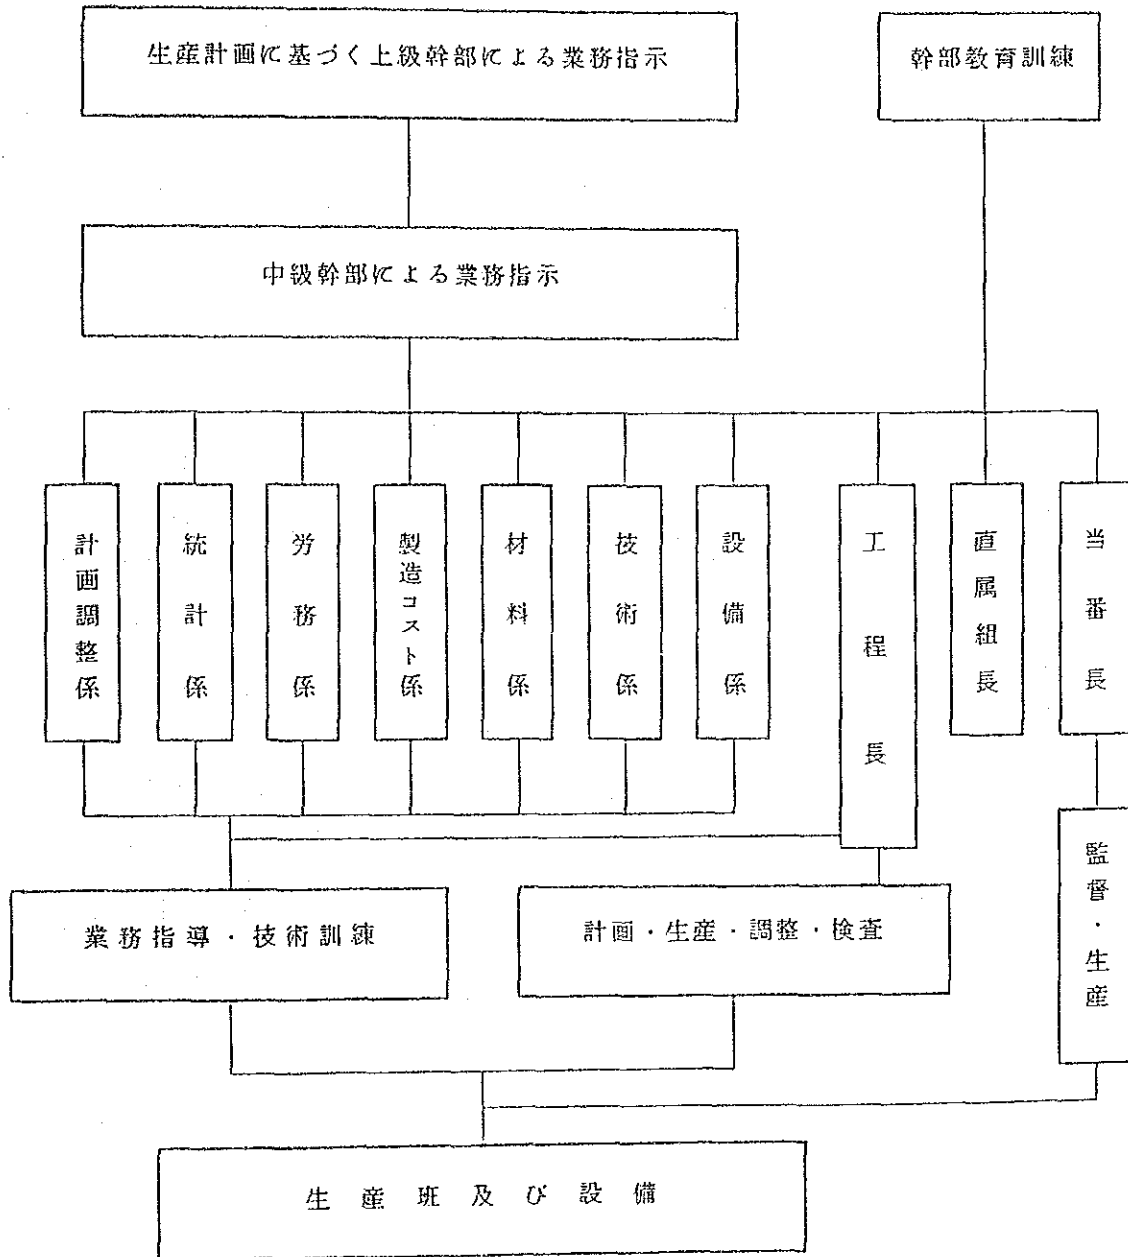 生産計画に基づく上級幹部による業務指示
幹部教育訓練
中級幹部による業務指示
計画調整係
統計係
労務係
製造コスト係
材料係
技術係
設備係
工程長
直属組長
当番長
監督・生産
業務指導・技術訓練
計画・生産・調整・検査
生産班及び設備